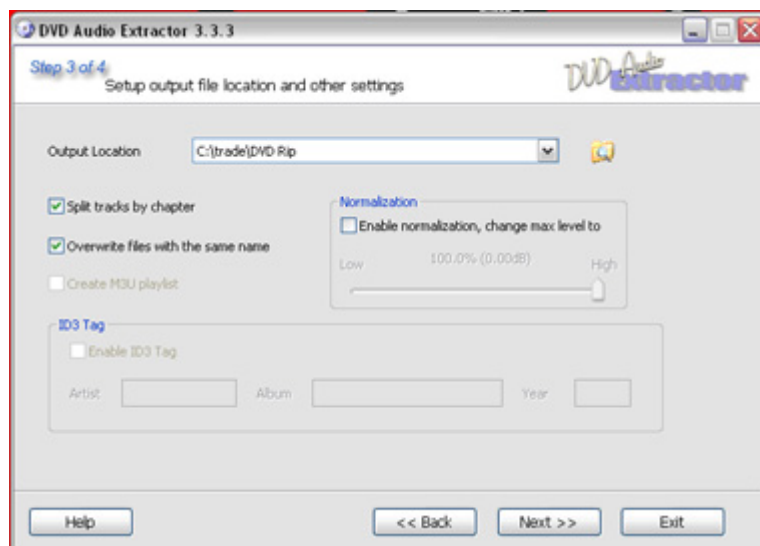 DVD Audio Extractor 3.3.3
Step 3 of 4
Setup output file location and other settings
DVD Audio Extractor
Output Location
C:\trade\DVD Rip
Split tracks by chapter
Overwrite files with the same name
Create M3U playlist
Normalization
Enable normalization, change max level to
Low
100.0% (0.00dB)
High
ID3 Tag
Enable ID3 Tag
Artist
Album
Year
Help
<< Back
Next >>
Exit